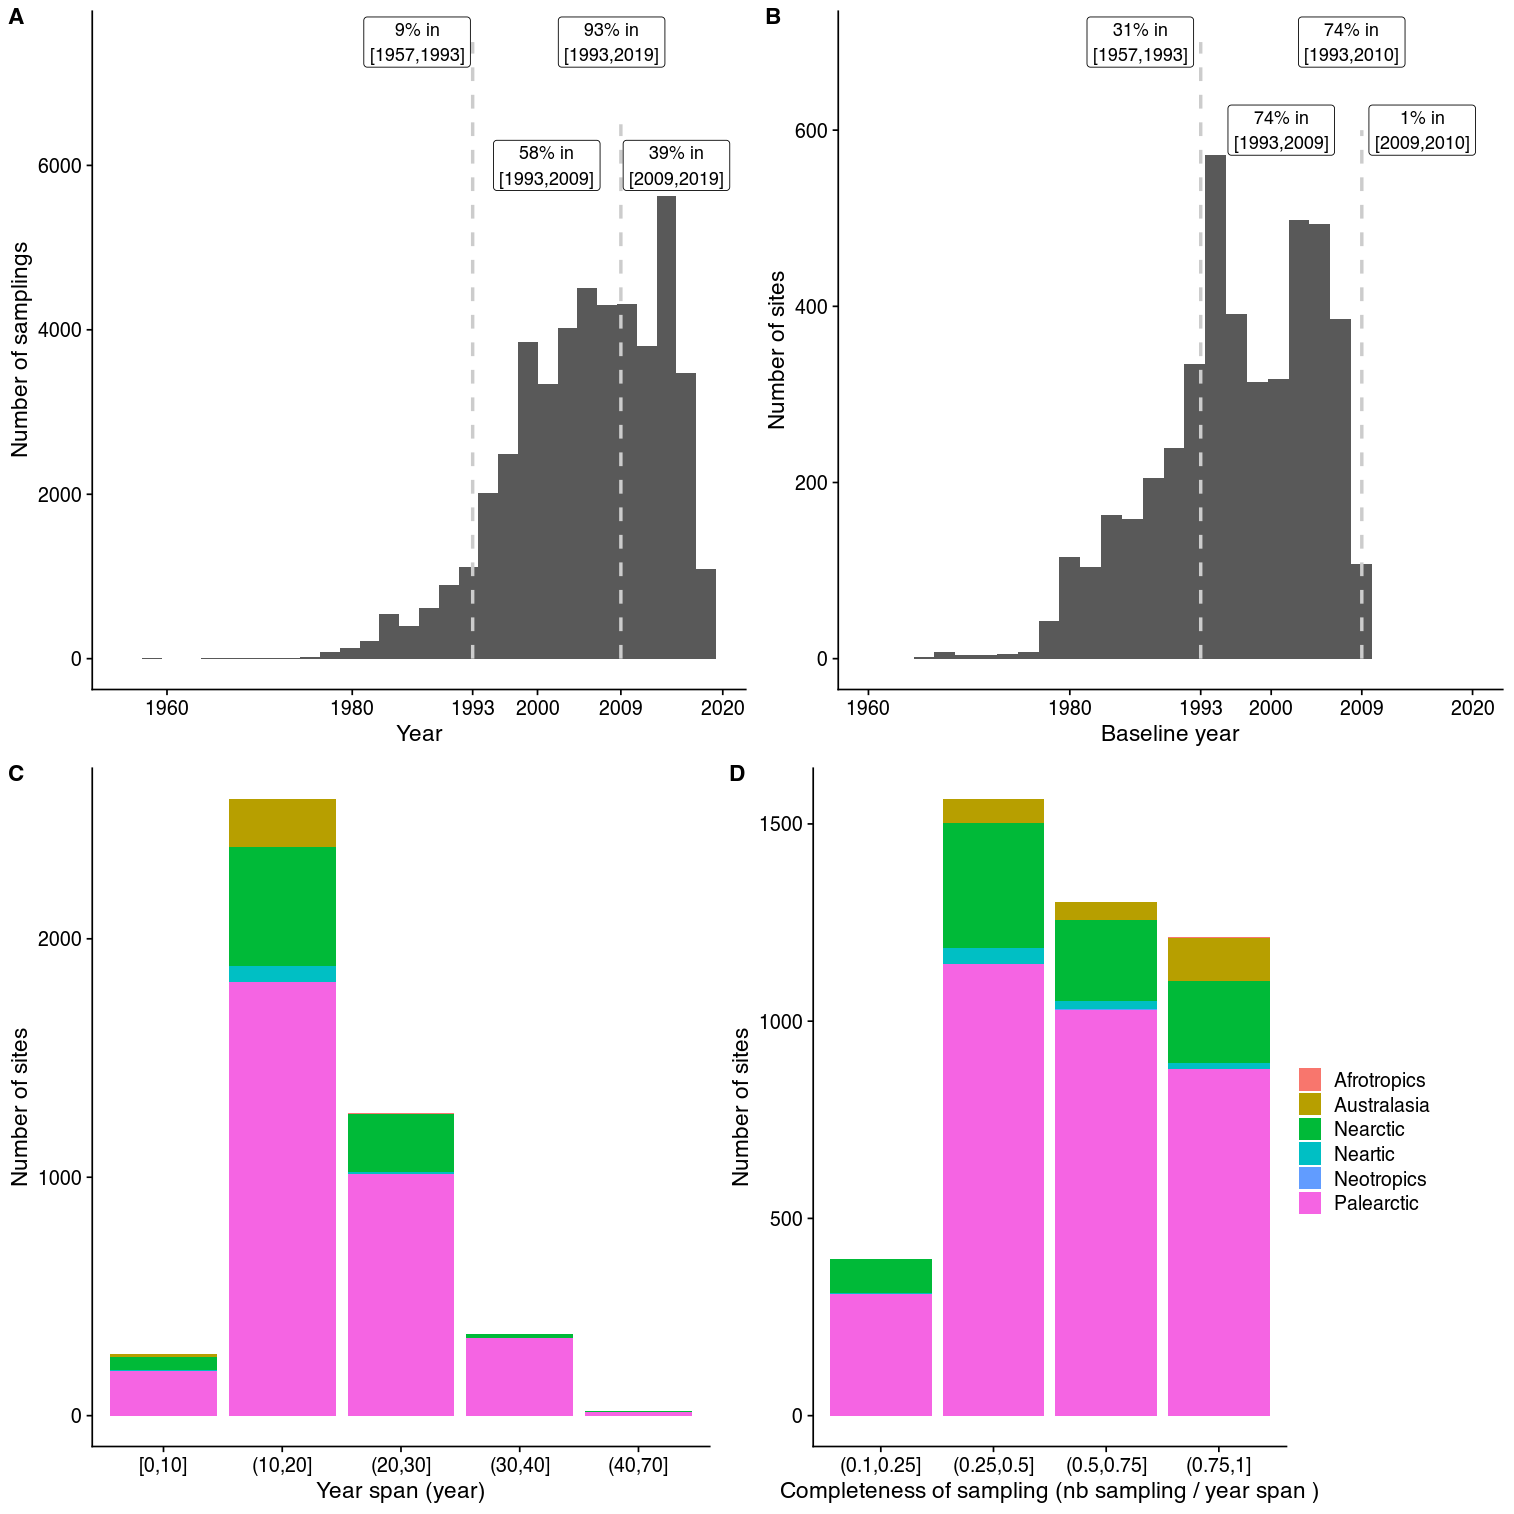 A
9% in
[1957,1993]
93% in
[1993,2019]
58% in
[1993,2009]
39% in
[2009,2019]
6000
4000
2000
0
Number of samplings
1960
1980
1993
2000
2009
2020
Year
B
31% in
[1957,1993]
74% in
[1993,2010]
74% in
[1993,2009]
1% in
[2009,2010]
600
400
200
0
Number of sites
1960
1980
1993
2000
2009
2020
Baseline year
C
2000
1000
0
Number of sites
[0,10]
(10,20]
(20,30]
(30,40]
(40,70]
Year span (year)
D
1500
1000
500
0
Number of sites
(0.1,0.25]
(0.25,0.5]
(0.5,0.75]
(0.75,1]
Completeness of sampling (nb sampling / year span )
Afrotropics
Australasia
Nearctic
Neartic
Neotropics
Palearctic